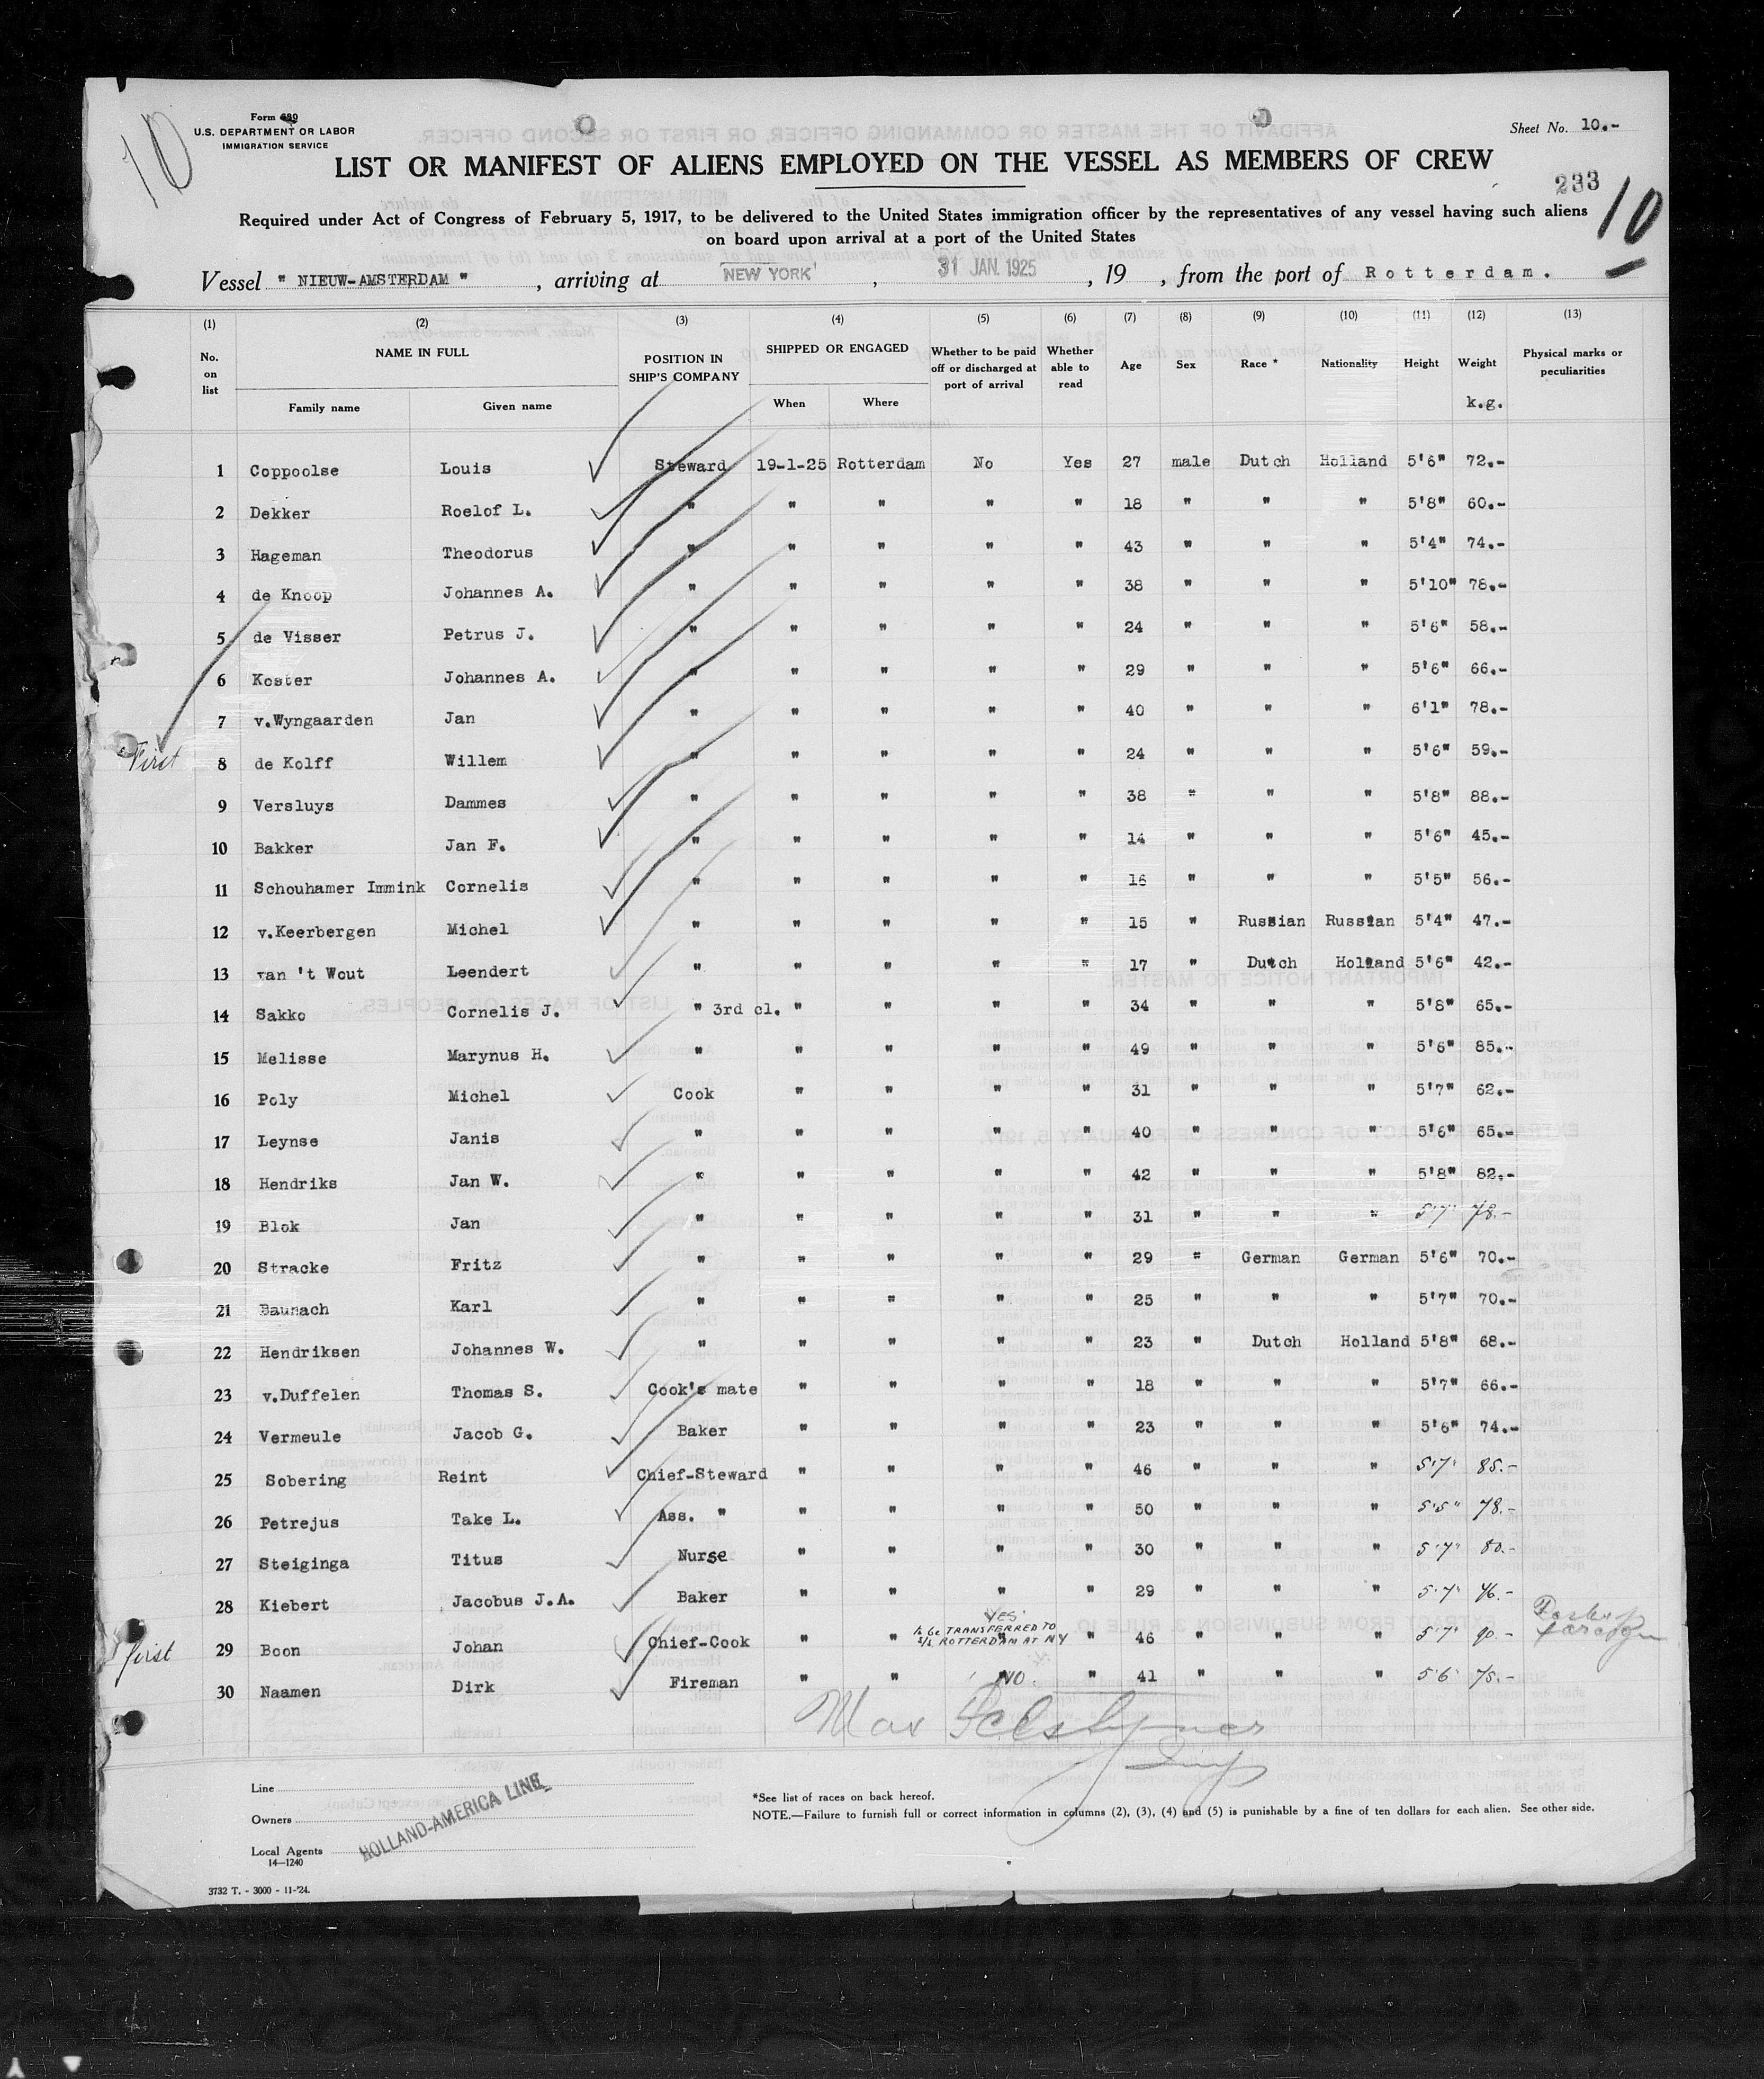 10
Form 680
U.S. DEPARTMENT OR LABOR
IMMIGRATION SERVICE
Sheet No. 10.-
LIST OR MANIFEST OF ALIENS EMPLOYED ON THE VESSEL AS MEMBERS OF CREW
233
10
Required under Act of Congress of February 5, 1917, to be delivered to the United States immigration officer by the representatives of any vessel having such aliens
on board upon arrival at a port of the United States
Vessel " NIEUW-AMSTERDAM " , arriving at NEW YORK , 31 JAN. 1925 , 19 , from the port of Rotterdam.
(1) (2) (3) (4) (5) (6) (7) (8) (9) (10) (11) (12) (13)
No. on list NAME IN FULL POSITION IN SHIP'S COMPANY SHIPPED OR ENGAGED Whether to be paid off or discharged at port of arrival Whether able to read Age Sex Race * Nationality Height Weight Physical marks or peculiarities
Family name Given name When Where k.g.
1 Coppoolse Louis Steward 19-1-25 Rotterdam No Yes 27 male Dutch Holland 5'6" 72.-
2 Dekker Roelof L. " " " " " 18 " " " 5'8" 60.-
3 Hageman Theodorus " " " " " 43 " " " 5'4" 74.-
4 de Knoop Johannes A. " " " " " 38 " " " 5'10" 78.-
5 de Visser Petrus J. " " " " " 24 " " " 5'6" 58.-
6 Koster Johannes A. " " " " " 29 " " " 5'6" 66.-
7 v.Wyngaarden Jan " " " " " 40 " " " 6'1" 78.-
First 8 de Kolff Willem " " " " " 24 " " " 5'6" 59.-
9 Versluys Dammes " " " " " 38 " " " 5'8" 88.-
10 Bakker Jan F. " " " " " 14 " " " 5'6" 45.-
11 Schouhamer Immink Cornelis " " " " " 16 " " " 5'5" 56.-
12 v.Keerbergen Michel " " " " " 15 " Russian Russian 5'4" 47.-
13 van 't Wout Leendert " " " " " 17 " Dutch Holland 5'6" 42.-
14 Sakko Cornelis J. " 3rd cl. " " " " 34 " " " 5'8" 65.-
15 Melisse Marynus H. " " " " " 49 " " " 5'6" 85.-
16 Poly Michel Cook " " " " 31 " " " 5'7" 62.-
17 Leynse Janis " " " " " 40 " " " 5'6" 65.-
18 Hendriks Jan W. " " " " " 42 " " " 5'8" 82.-
19 Blok Jan " " " " " 31 " " " 5'7" 78.-
20 Stracke Fritz " " " " " 29 " German German 5'6" 70.-
21 Baunach Karl " " " " " 25 " " " 5'7" 70.-
22 Hendriksen Johannes W. " " " " " 23 " Dutch Holland 5'8" 68.-
23 v.Duffelen Thomas S. Cook's mate " " " " 18 " " " 5'7" 66.-
24 Vermeule Jacob G. Baker " " " " 23 " " " 5'6" 74.-
25 Sobering Reint Chief-Steward " " " " 46 " " " 5'7" 85.-
26 Petrejus Take L. Ass. " " " " " 50 " " " 5'5" 78.-
27 Steiginga Titus Nurse " " " " 30 " " " 5'7" 80.-
28 Kiebert Jacobus J.A. Baker " " " " 29 " " " 5'7" 76.-
YES
to be TRANSFERRED TO
s/s ROTTERDAM AT NY
first 29 Boon Johan Chief-Cook " " " " 46 " " " 5'7" 90.-
30 Naamen Dirk Fireman " " NO. " 41 " " " 5'6" 75.-
Max
Line
Owners
Local Agents
HOLLAND-AMERICA LINE
14—1240
*See list of races on back hereof.
NOTE.—Failure to furnish full or correct information in columns (2), (3), (4) and (5) is punishable by a fine of ten dollars for each alien. See other side.
3732 T. - 3000 - 11-'24.